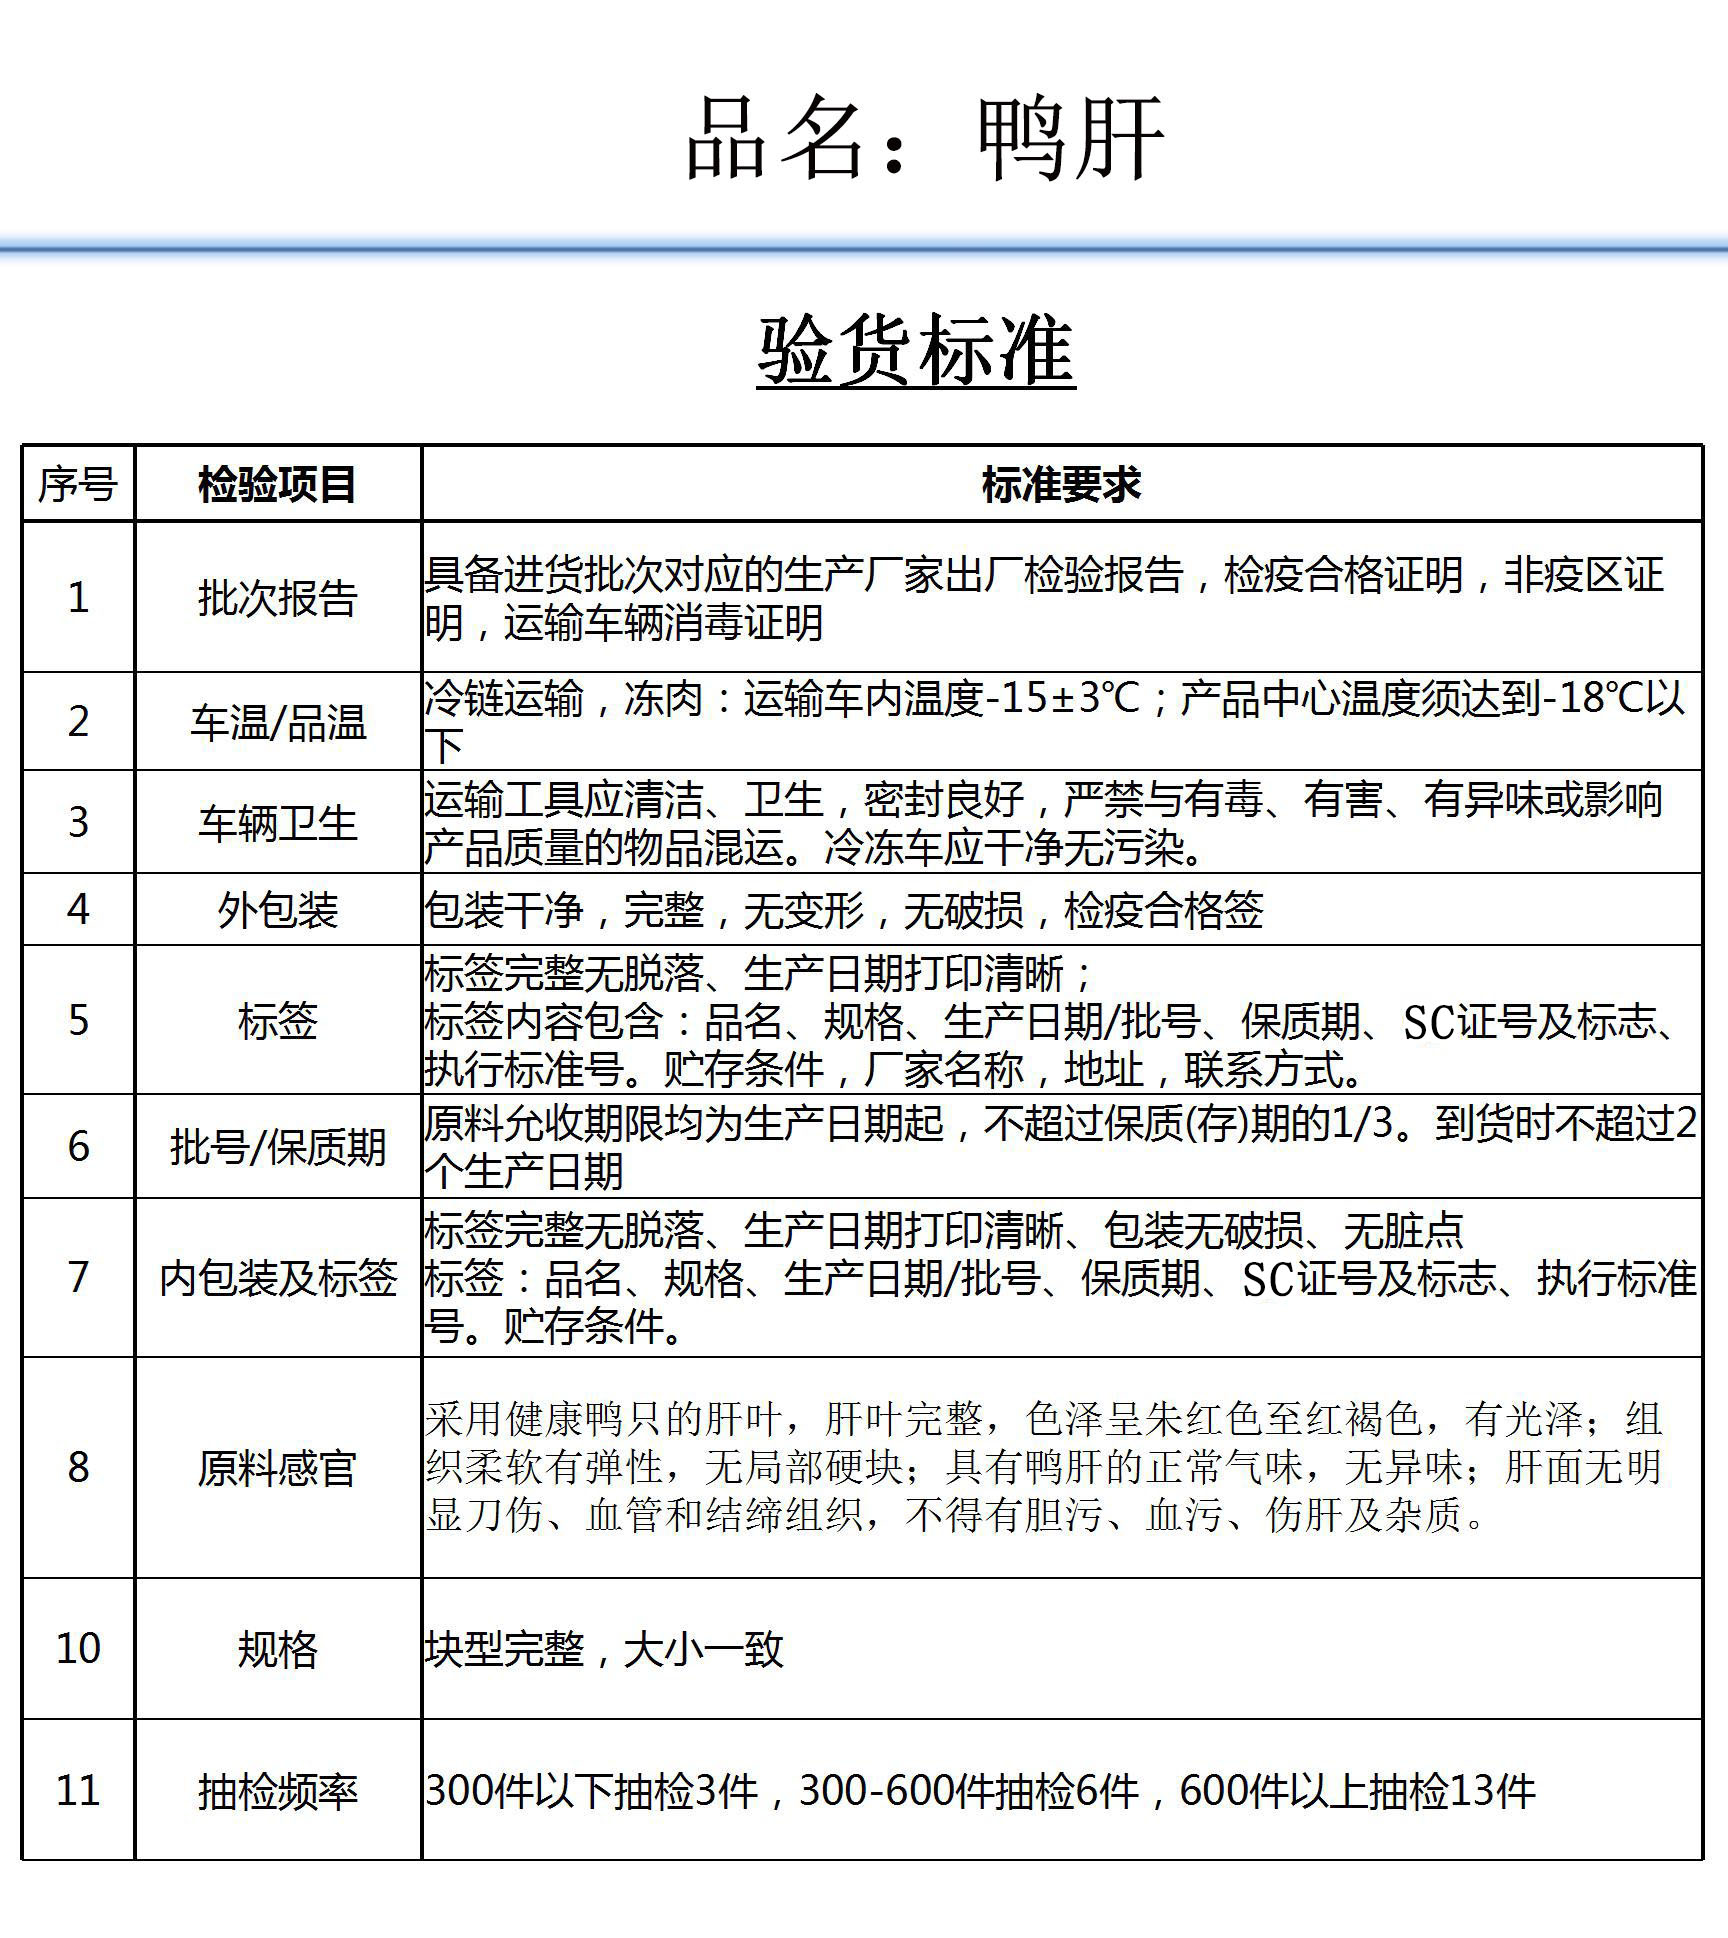 品名：鸭肝
验货标准
序号 检验项目 标准要求
1 批次报告 具备进货批次对应的生产厂家出厂检验报告，检疫合格证明，非疫区证
明，运输车辆消毒证明
2 车温/品温 冷链运输，冻肉：运输车内温度-15±3℃；产品中心温度须达到-18℃以
下
3 车辆卫生 运输工具应清洁、卫生，密封良好，严禁与有毒、有害、有异味或影响
产品质量的物品混运。冷冻车应干净无污染。
4 外包装 包装干净，完整，无变形，无破损，检疫合格签
5 标签 标签完整无脱落、生产日期打印清晰；
标签内容包含：品名、规格、生产日期/批号、保质期、SC证号及标志、
执行标准号。贮存条件，厂家名称，地址，联系方式。
6 批号/保质期 原料允收期限均为生产日期起，不超过保质(存)期的1/3。到货时不超过2
个生产日期
7 内包装及标签 标签完整无脱落、生产日期打印清晰、包装无破损、无脏点
标签：品名、规格、生产日期/批号、保质期、SC证号及标志、执行标准
号。贮存条件。
8 原料感官 采用健康鸭只的肝叶，肝叶完整，色泽呈朱红色至红褐色，有光泽；组
织柔软有弹性，无局部硬块；具有鸭肝的正常气味，无异味；肝面无明
显刀伤、血管和结缔组织，不得有胆污、血污、伤肝及杂质。
10 规格 块型完整，大小一致
11 抽检频率 300件以下抽检3件，300-600件抽检6件，600件以上抽检13件